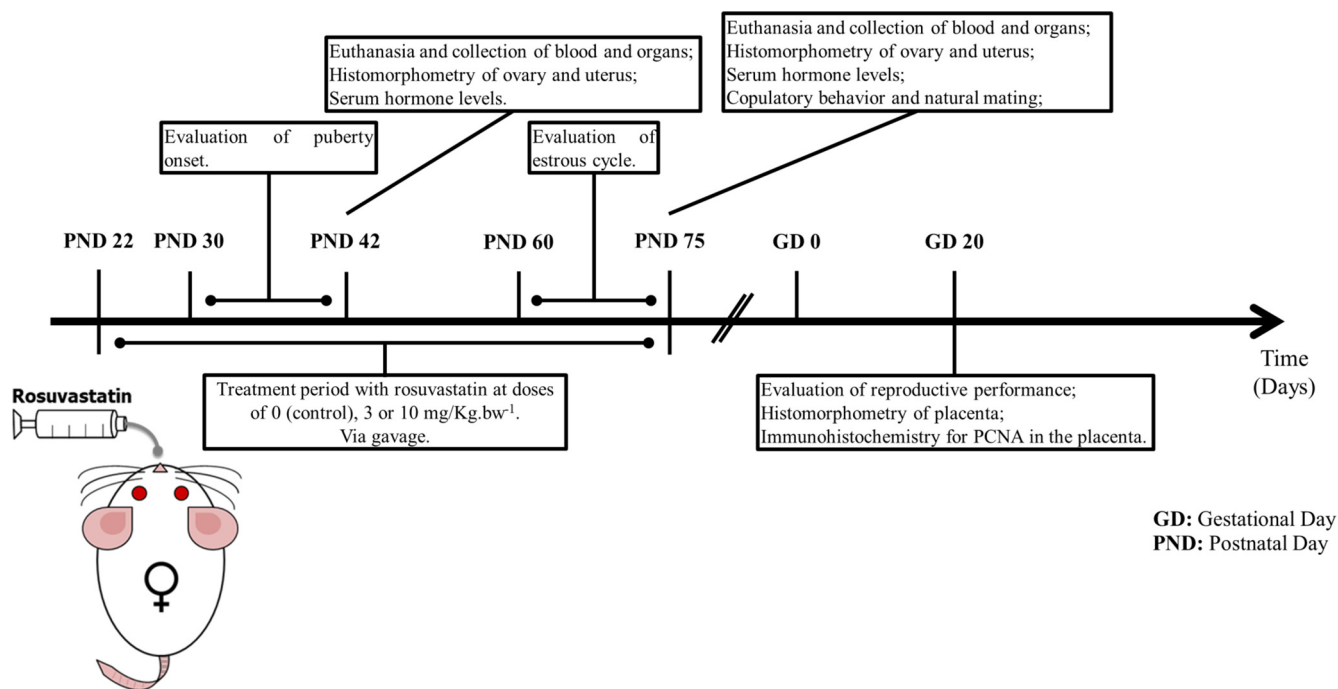 Euthanasia and collection of blood and organs;
Histomorphometry of ovary and uterus;
Serum hormone levels.
Euthanasia and collection of blood and organs;
Histomorphometry of ovary and uterus;
Serum hormone levels;
Copulatory behavior and natural mating;
Evaluation of puberty
onset.
Evaluation of
estrous cycle.
PND 22
PND 30
PND 42
PND 60
PND 75
GD 0
GD 20
Time
(Days)
Rosuvastatin
Treatment period with rosuvastatin at doses
of 0 (control), 3 or 10 mg/Kg.bw⁻¹.
Via gavage.
Evaluation of reproductive performance;
Histomorphometry of placenta;
Immunohistochemistry for PCNA in the placenta.
GD: Gestational Day
PND: Postnatal Day